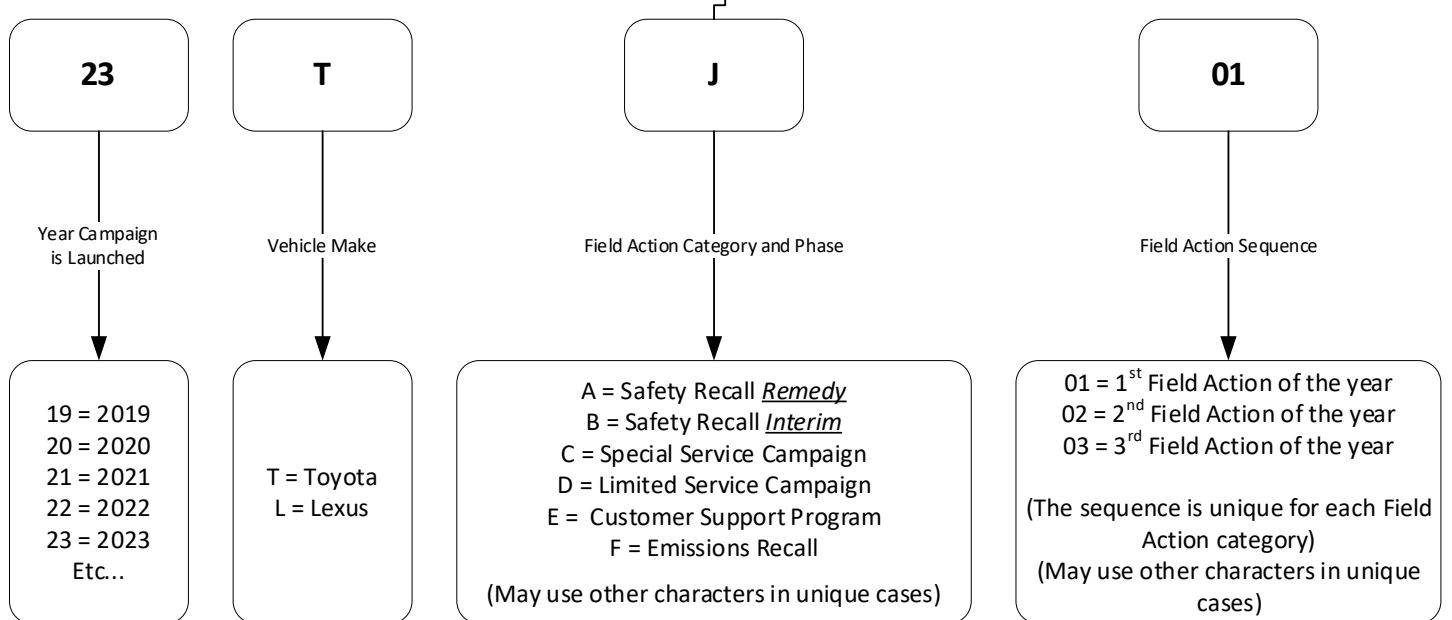 23
T
J
01
Year Campaign
is Launched
Vehicle Make
Field Action Category and Phase
Field Action Sequence
19 = 2019
20 = 2020
21 = 2021
22 = 2022
23 = 2023
Etc…
T = Toyota
L = Lexus
A = Safety Recall Remedy
B = Safety Recall Interim
C = Special Service Campaign
D = Limited Service Campaign
E = Customer Support Program
F = Emissions Recall
(May use other characters in unique cases)
01 = 1st Field Action of the year
02 = 2nd Field Action of the year
03 = 3rd Field Action of the year
(The sequence is unique for each Field
Action category)
(May use other characters in unique
cases)